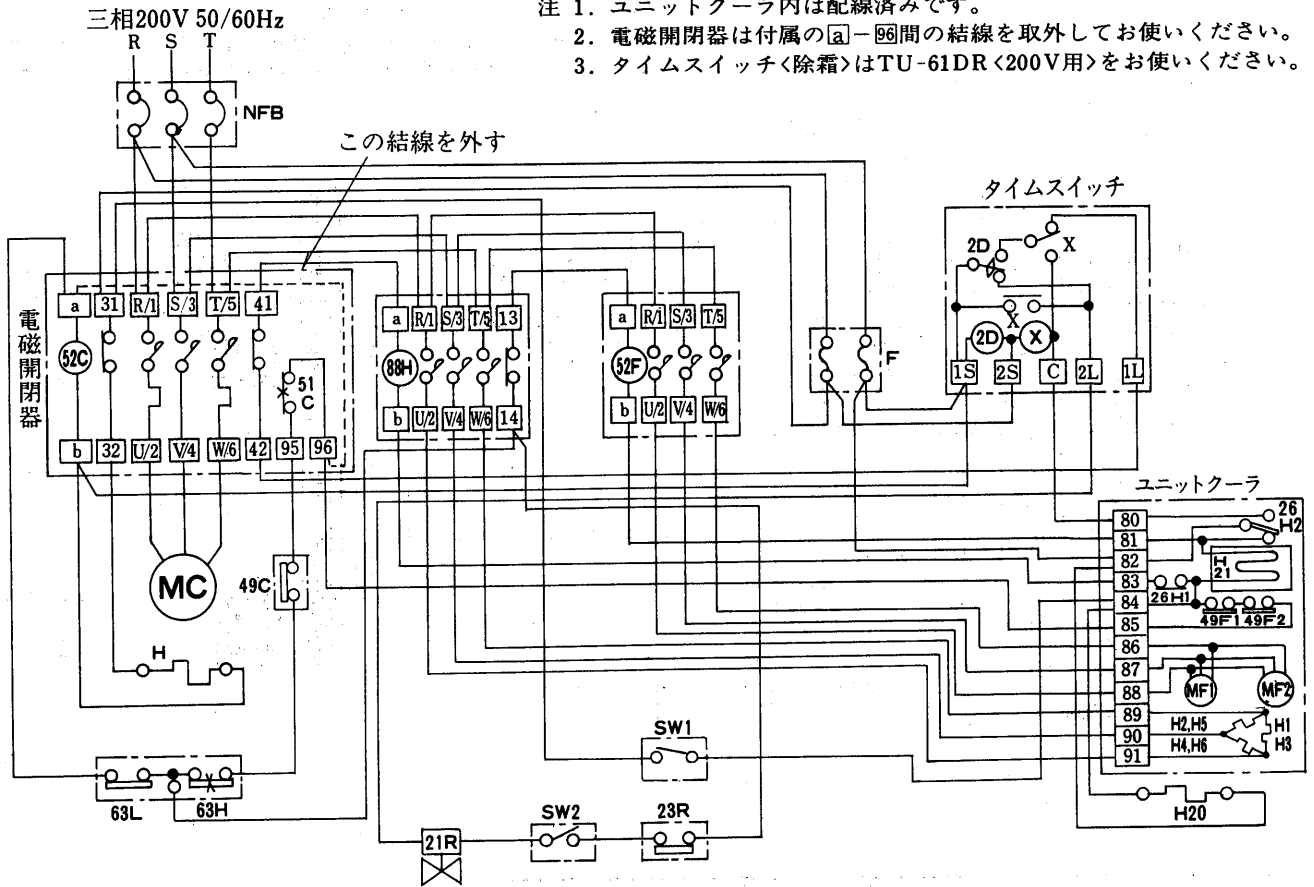 三相200V 50/60Hz
R S T
NFB
注 1. ユニットクーラ内は配線済みです。
2. 電磁開閉器は付属のa－96間の結線を取外してお使いください。
3. タイムスイッチ<除霜>はTU-61DR<200V用>をお使いください。
この結線を外す
タイムスイッチ
2D X
X
2D X
1S 2S C 2L 1L
F
電磁開閉器
a 31 R/1 S/3 T/5 41
52C
51C
b 32 U/2 V/4 W/6 42 95 96
a R/1 S/3 T/5 13
88H
b U/2 V/4 W/6 14
a R/1 S/3 T/5
52F
b U/2 V/4 W/6
ユニットクーラ
80
81
82
83
84
85
86
87
88
89
90
91
26H2
H21
26H1
49F1 49F2
MF1 MF2
H2,H5
H4,H6
H1
H3
H20
MC
49C
H
63L 63H
SW1
SW2
23R
21R